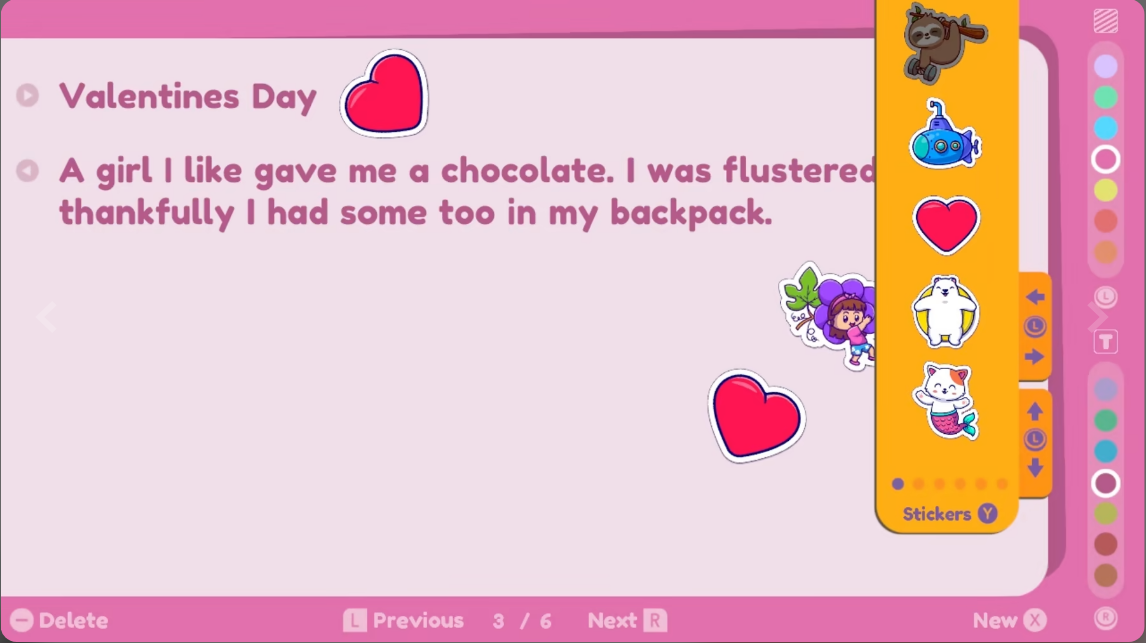 Valentines Day
A girl I like gave me a chocolate. I was flustered
thankfully I had some too in my backpack.
L
T
L
Stickers Y
Delete
L Previous 3 / 6 Next R
New X
R